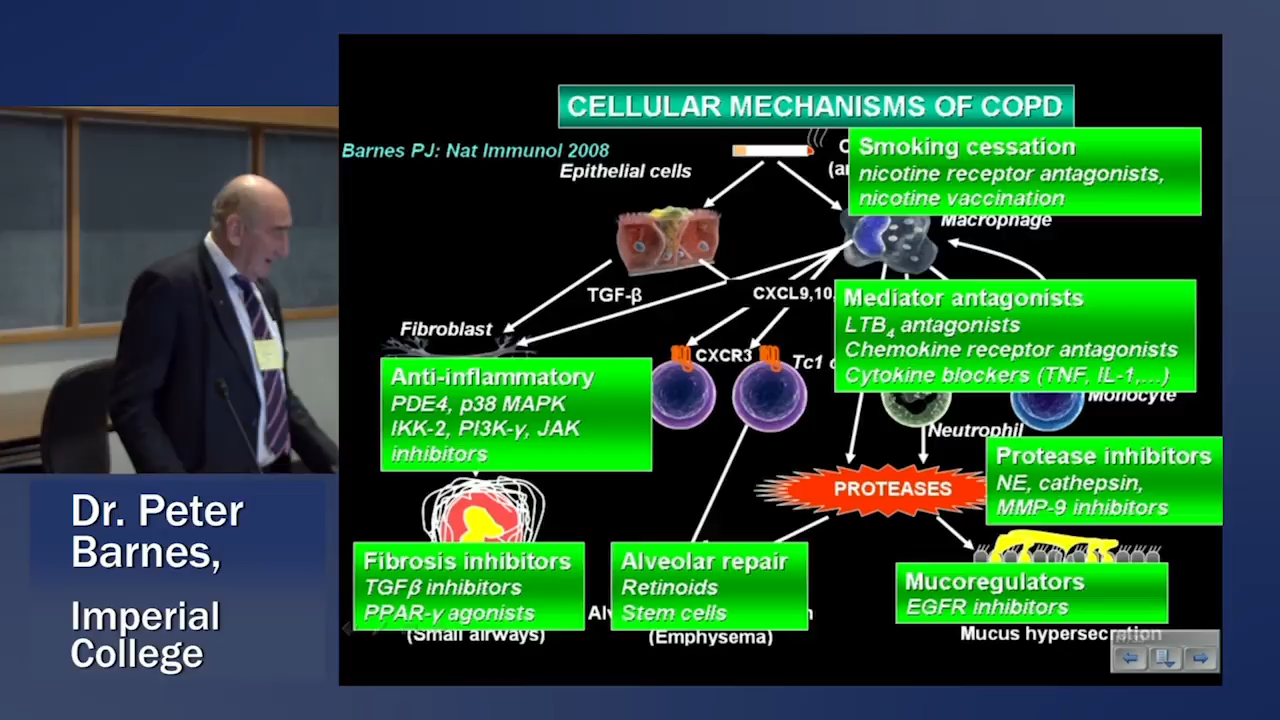 CELLULAR MECHANISMS OF COPD
Barnes PJ: Nat Immunol 2008
Smoking cessation
nicotine receptor antagonists,
nicotine vaccination
Epithelial cells
Macrophage
TGF-β
CXCL9,10,
Mediator antagonists
LTB4 antagonists
Chemokine receptor antagonists
Cytokine blockers (TNF, IL-1,...)
Fibroblast
CXCR3
Tc1
Monocyte
Neutrophil
Anti-inflammatory
PDE4, p38 MAPK
IKK-2, PI3K-γ, JAK
inhibitors
PROTEASES
Protease inhibitors
NE, cathepsin,
MMP-9 inhibitors
Fibrosis inhibitors
TGFβ inhibitors
PPAR-γ agonists
(Small airways)
Alveolar repair
Retinoids
Stem cells
(Emphysema)
Mucoregulators
EGFR inhibitors
Mucus hypersecretion
Dr. Peter
Barnes,
Imperial
College